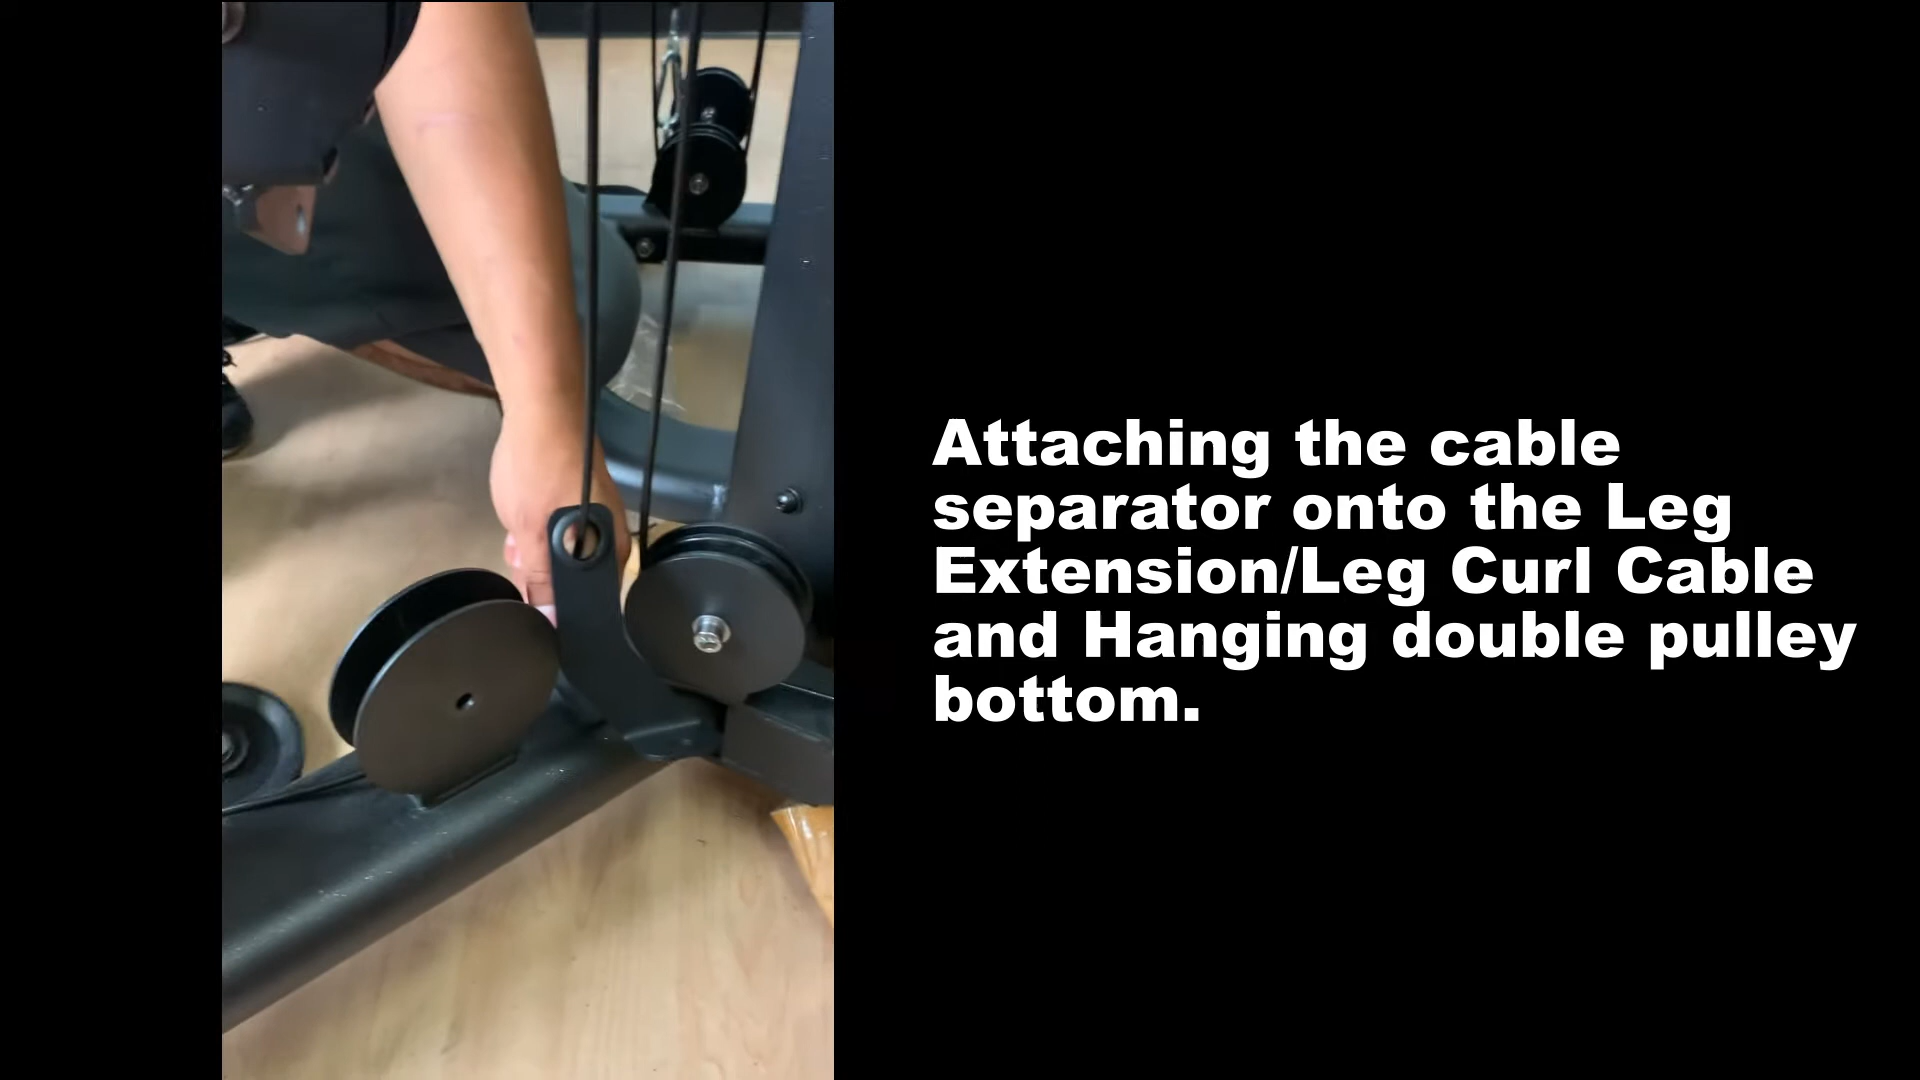 Attaching the cable
separator onto the Leg
Extension/Leg Curl Cable
and Hanging double pulley
bottom.